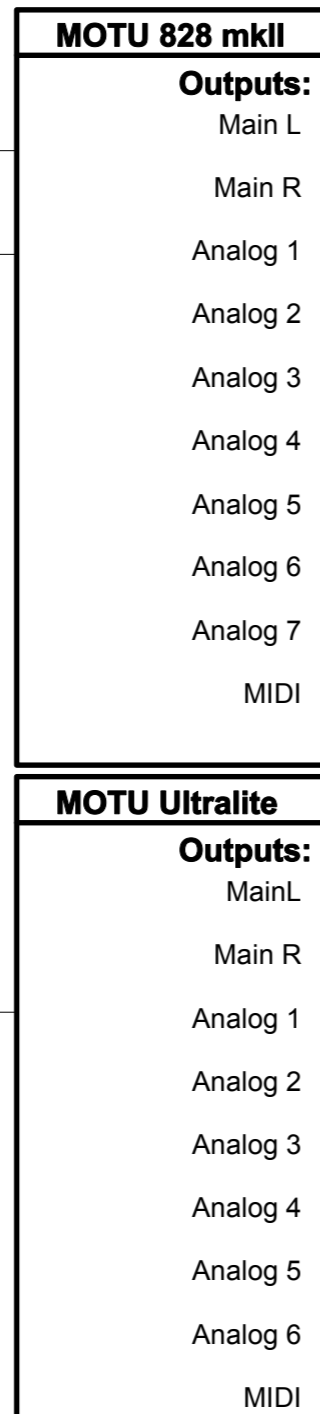 MOTU 828 mkII
Outputs:
Main L
Main R
Analog 1
Analog 2
Analog 3
Analog 4
Analog 5
Analog 6
Analog 7
MIDI
MOTU Ultralite
Outputs:
MainL
Main R
Analog 1
Analog 2
Analog 3
Analog 4
Analog 5
Analog 6
MIDI